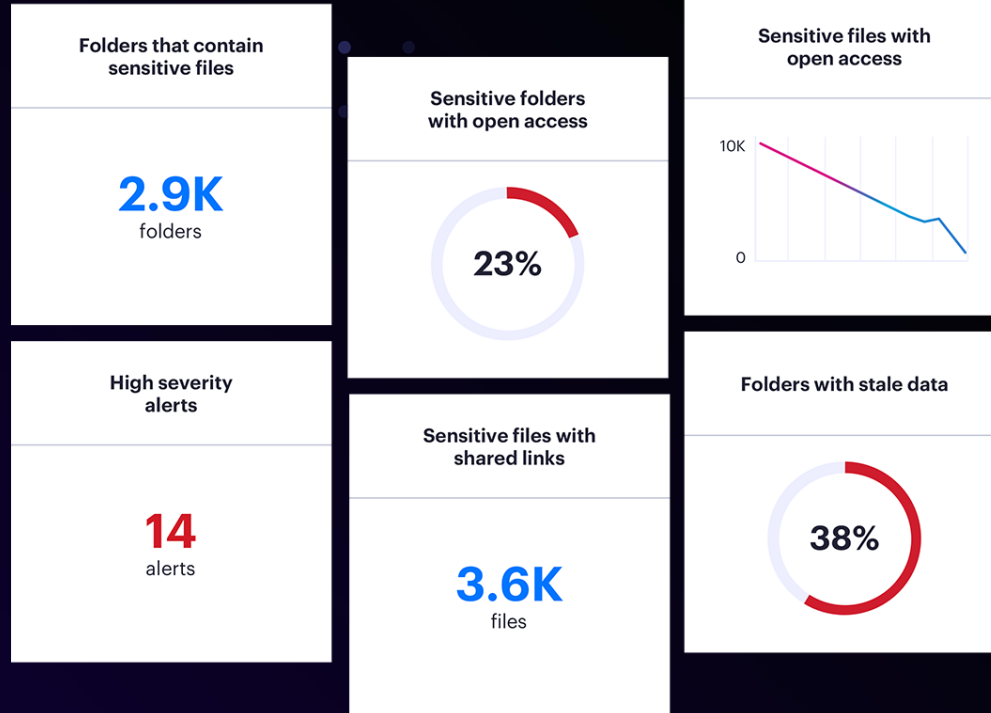 Folders that contain
sensitive files
2.9K
folders
High severity
alerts
14
alerts
Sensitive folders
with open access
23%
Sensitive files with
shared links
3.6K
files
Sensitive files with
open access
10K
0
Folders with stale data
38%